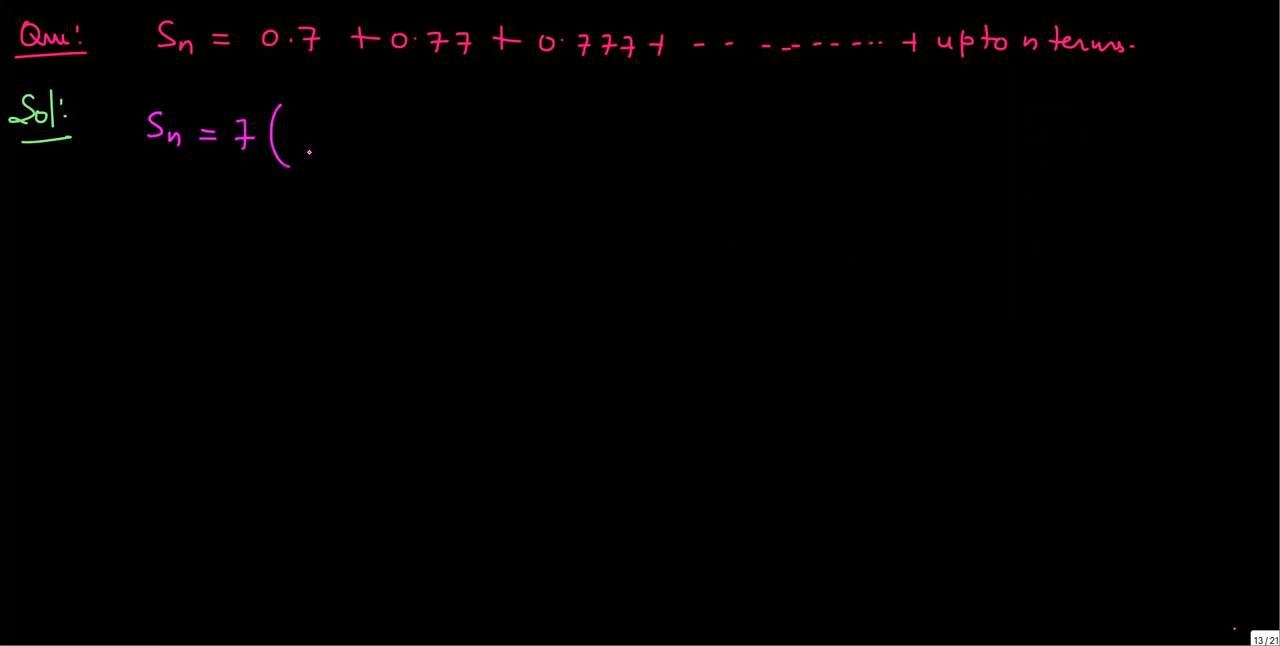 Que: Sn = 0.7 + 0.77 + 0.777 + - - - - - - - - ... + upto n terms.
Sol: Sn = 7 (
13 / 21